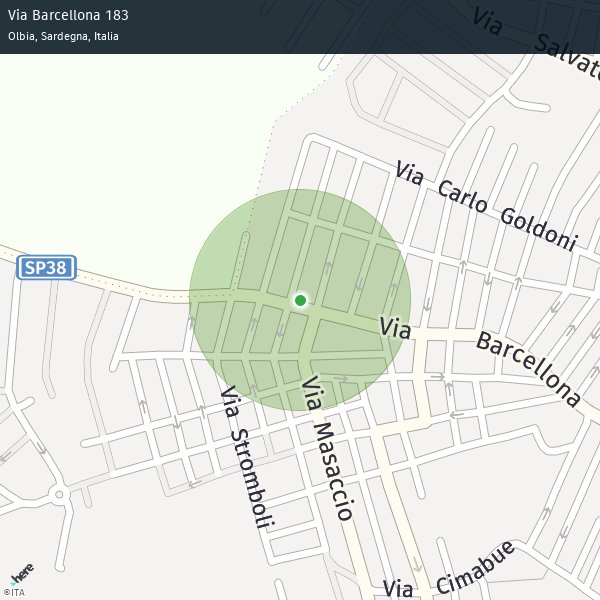 Via Barcellona 183
Olbia, Sardegna, Italia
Via Salvato
Via Carlo Goldoni
SP38
Via Barcellona
Via Masaccio
Via Stromboli
Via Cimabue
here
©ITA